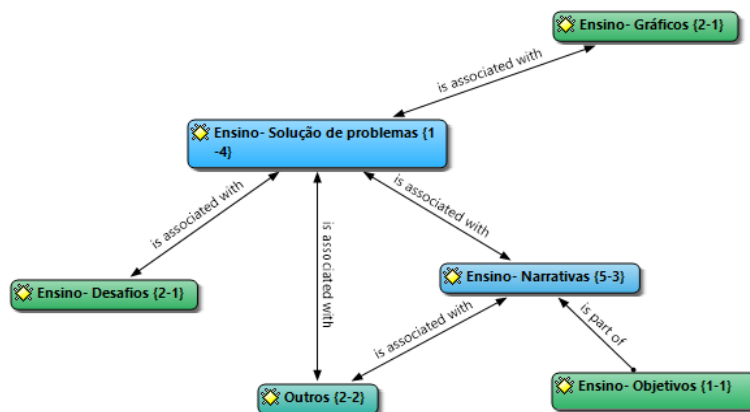 Ensino- Gráficos {2-1}
is associated with
Ensino- Solução de problemas {1
-4}
is associated with
is associated with
is associated with
Ensino- Narrativas {5-3}
Ensino- Desafios {2-1}
is associated with
is part of
Outros {2-2}
Ensino- Objetivos {1-1}